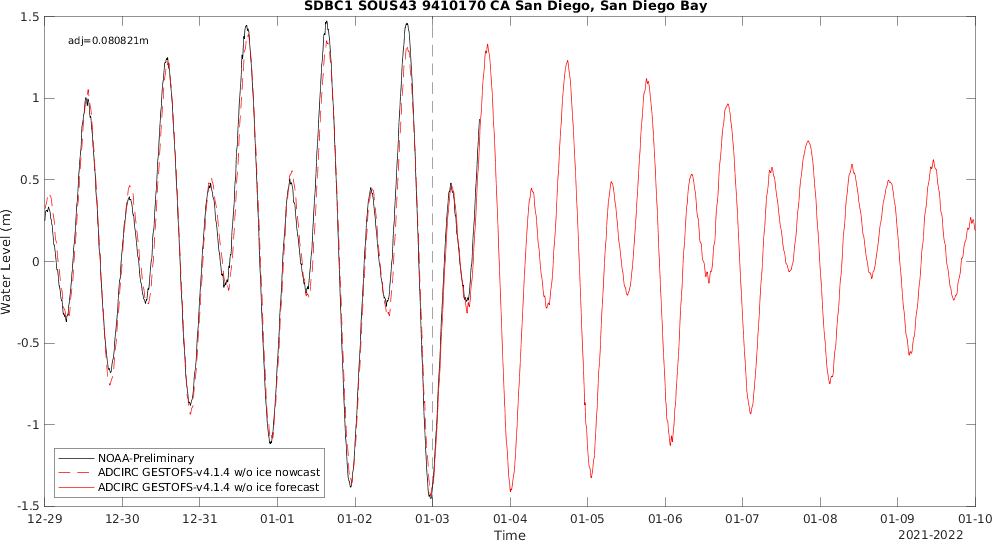 SDBC1 SOUS43 9410170 CA San Diego, San Diego Bay
adj=0.080821m
1.5
1
0.5
0
-0.5
-1
-1.5
Water Level (m)
NOAA-Preliminary
ADCIRC GESTOFS-v4.1.4 w/o ice nowcast
ADCIRC GESTOFS-v4.1.4 w/o ice forecast
12-29 12-30 12-31 01-01 01-02 01-03 01-04 01-05 01-06 01-07 01-08 01-09 01-10
Time
2021-2022